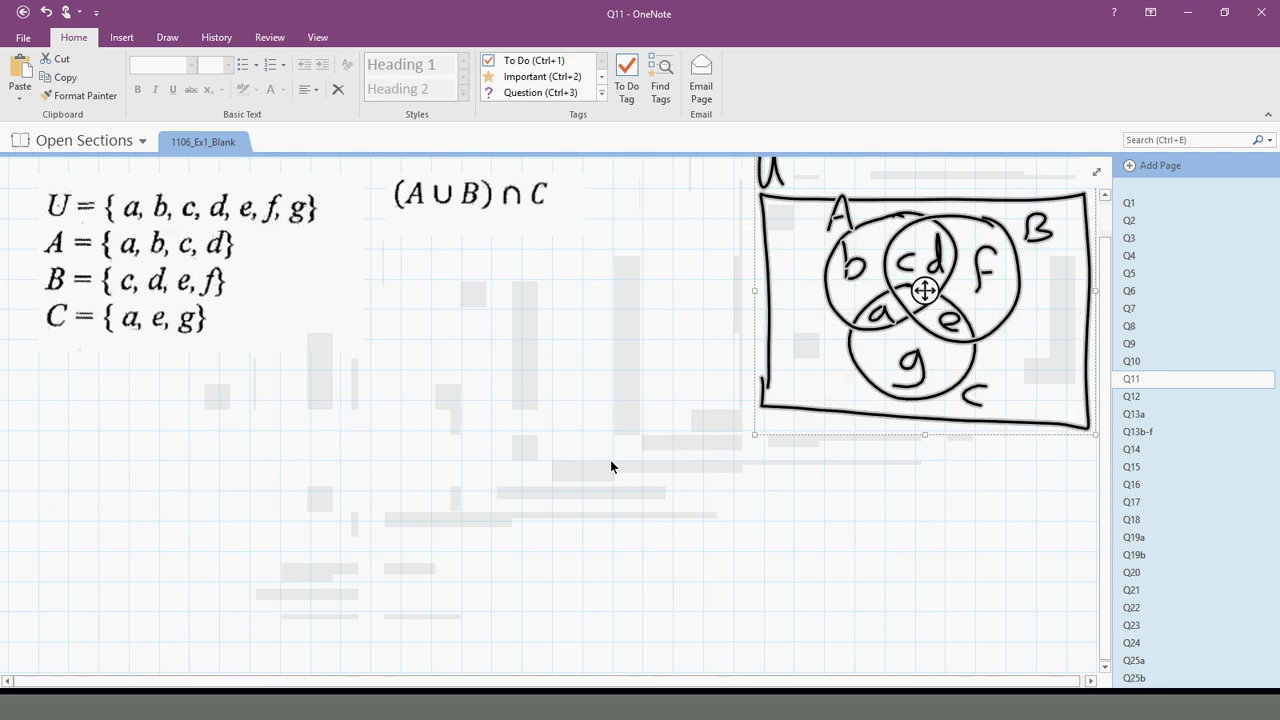 Q11 - OneNote
?
File Home Insert Draw History Review View
Paste
Cut
Copy
Format Painter
Clipboard
B I U abc X₂ A
Basic Text
Heading 1
Heading 2
Styles
To Do (Ctrl+1)
Important (Ctrl+2)
? Question (Ctrl+3)
Tags
To Do Tag
Find Tags
Email Page
Email
Open Sections
1106_Ex1_Blank
Search (Ctrl+E)
Add Page
U = { a, b, c, d, e, f, g}
A = { a, b, c, d}
B = { c, d, e, f}
C = { a, e, g}
(A ∪ B) ∩ C
U
A B
b c d f
a e
g
C
Q1
Q2
Q3
Q4
Q5
Q6
Q7
Q8
Q9
Q10
Q11
Q12
Q13a
Q13b-f
Q14
Q15
Q16
Q17
Q18
Q19a
Q19b
Q20
Q21
Q22
Q23
Q24
Q25a
Q25b